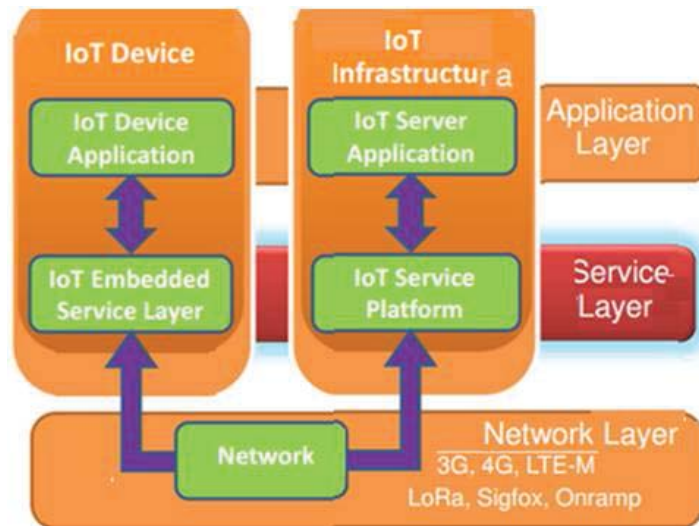 IoT Device
IoT
Infrastructura
IoT Device
Application
IoT Server
Application
Application
Layer
IoT Embedded
Service Layer
IoT Service
Platform
Service
Layer
Network
Network Layer
3G, 4G, LTE-M
LoRa, Sigfox, Onramp